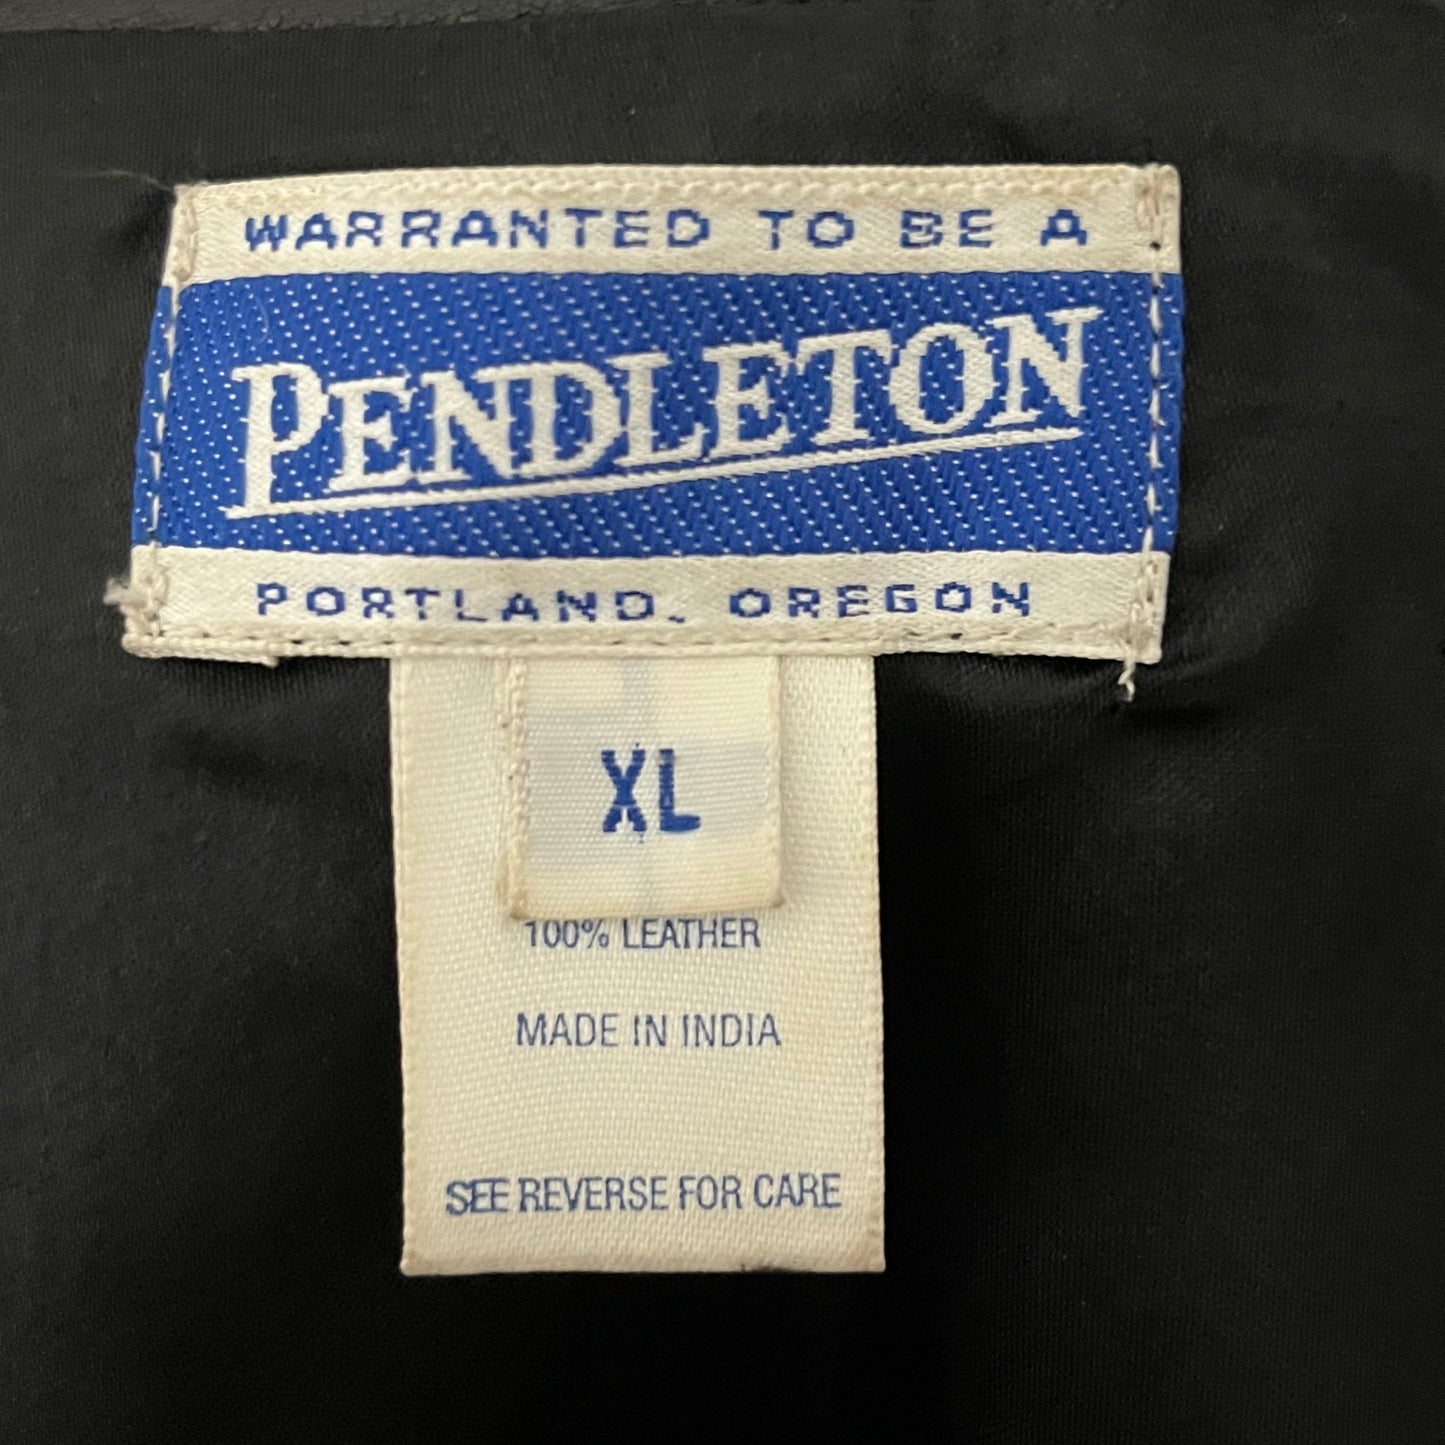 WARRANTED TO BE A
PENDLETON
PORTLAND, OREGON
XL
100% LEATHER
MADE IN INDIA
SEE REVERSE FOR CARE